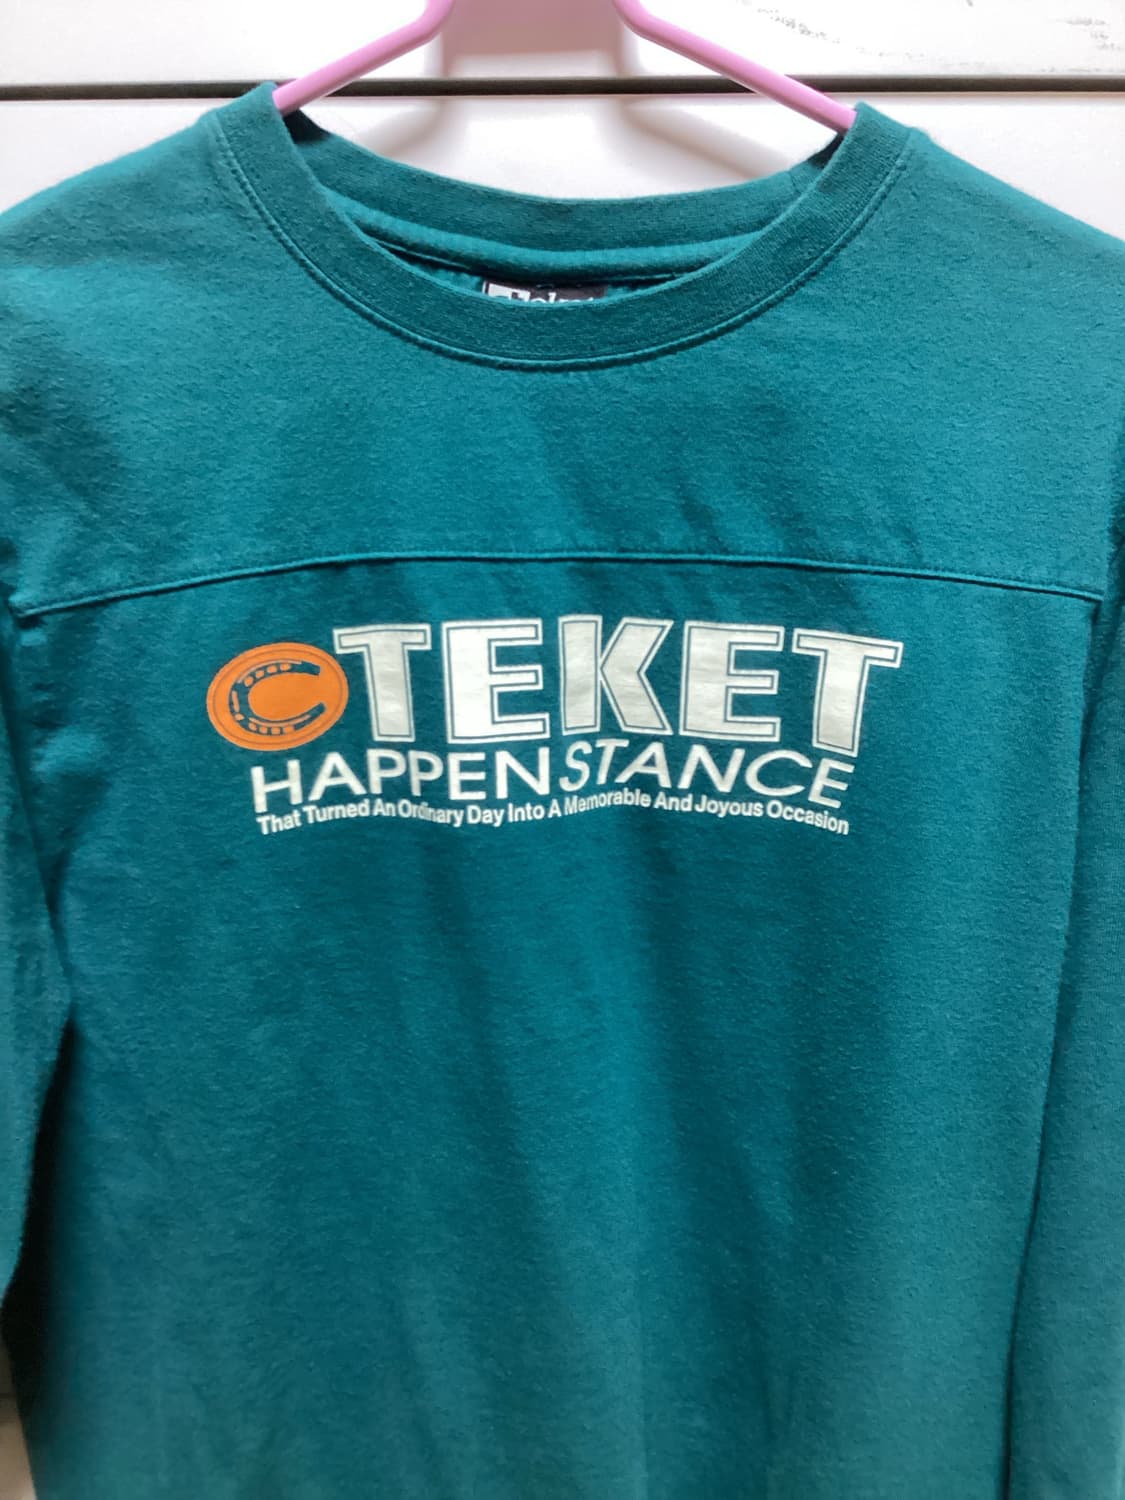 TEKET
HAPPENSTANCE
That Turned An Ordinary Day Into A Memorable And Joyous Occasion